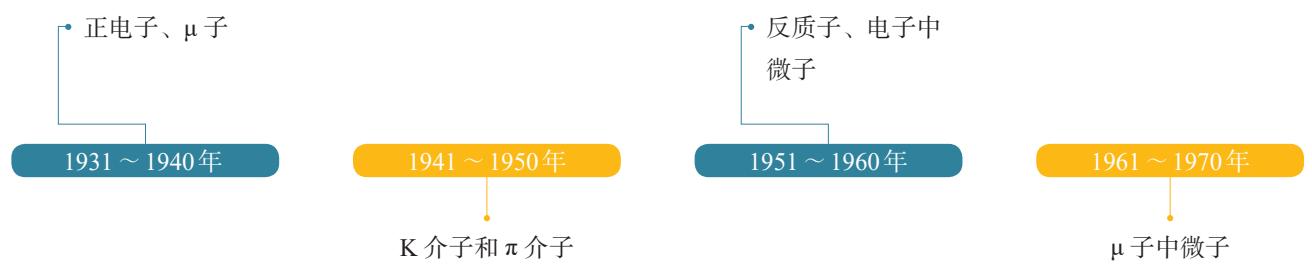 正电子、μ 子
反质子、电子中
微子
1931 ~ 1940 年
1941 ~ 1950 年
1951 ~ 1960 年
1961 ~ 1970 年
K 介子和 π 介子
μ 子中微子